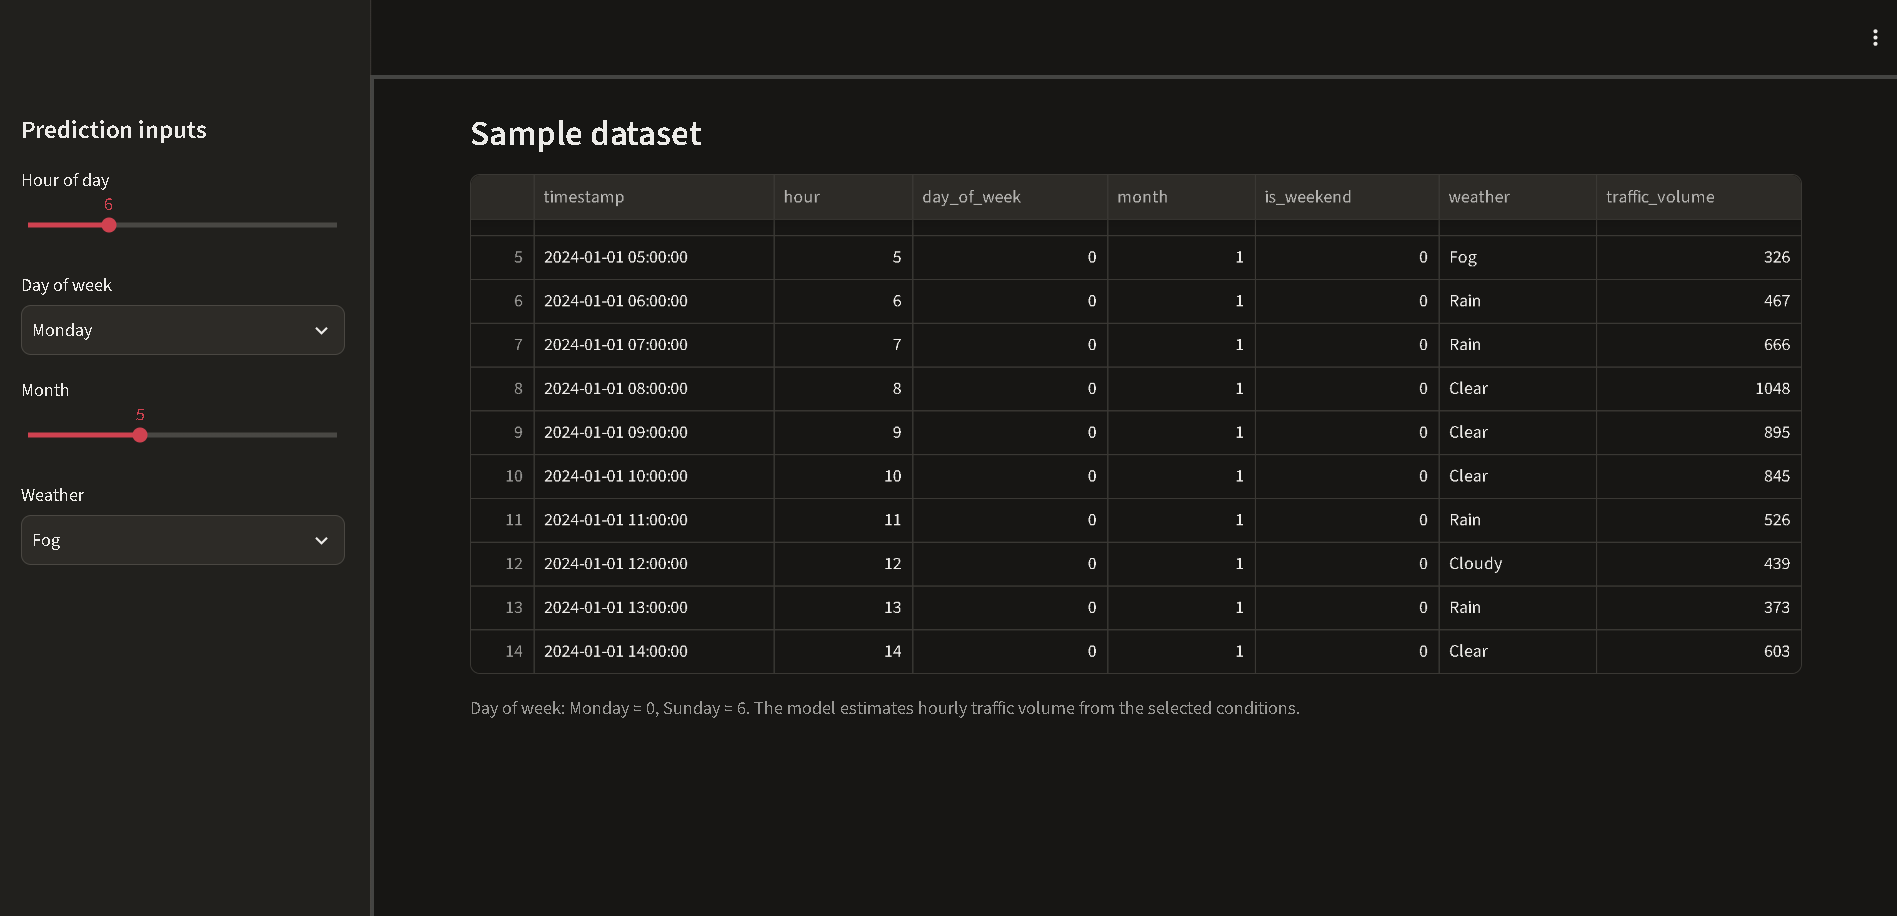 Prediction inputs
Hour of day
6
Day of week
Monday
Month
5
Weather
Fog
Sample dataset
timestamp hour day_of_week month is_weekend weather traffic_volume
5 2024-01-01 05:00:00 5 0 1 0 Fog 326
6 2024-01-01 06:00:00 6 0 1 0 Rain 467
7 2024-01-01 07:00:00 7 0 1 0 Rain 666
8 2024-01-01 08:00:00 8 0 1 0 Clear 1048
9 2024-01-01 09:00:00 9 0 1 0 Clear 895
10 2024-01-01 10:00:00 10 0 1 0 Clear 845
11 2024-01-01 11:00:00 11 0 1 0 Rain 526
12 2024-01-01 12:00:00 12 0 1 0 Cloudy 439
13 2024-01-01 13:00:00 13 0 1 0 Rain 373
14 2024-01-01 14:00:00 14 0 1 0 Clear 603
Day of week: Monday = 0, Sunday = 6. The model estimates hourly traffic volume from the selected conditions.